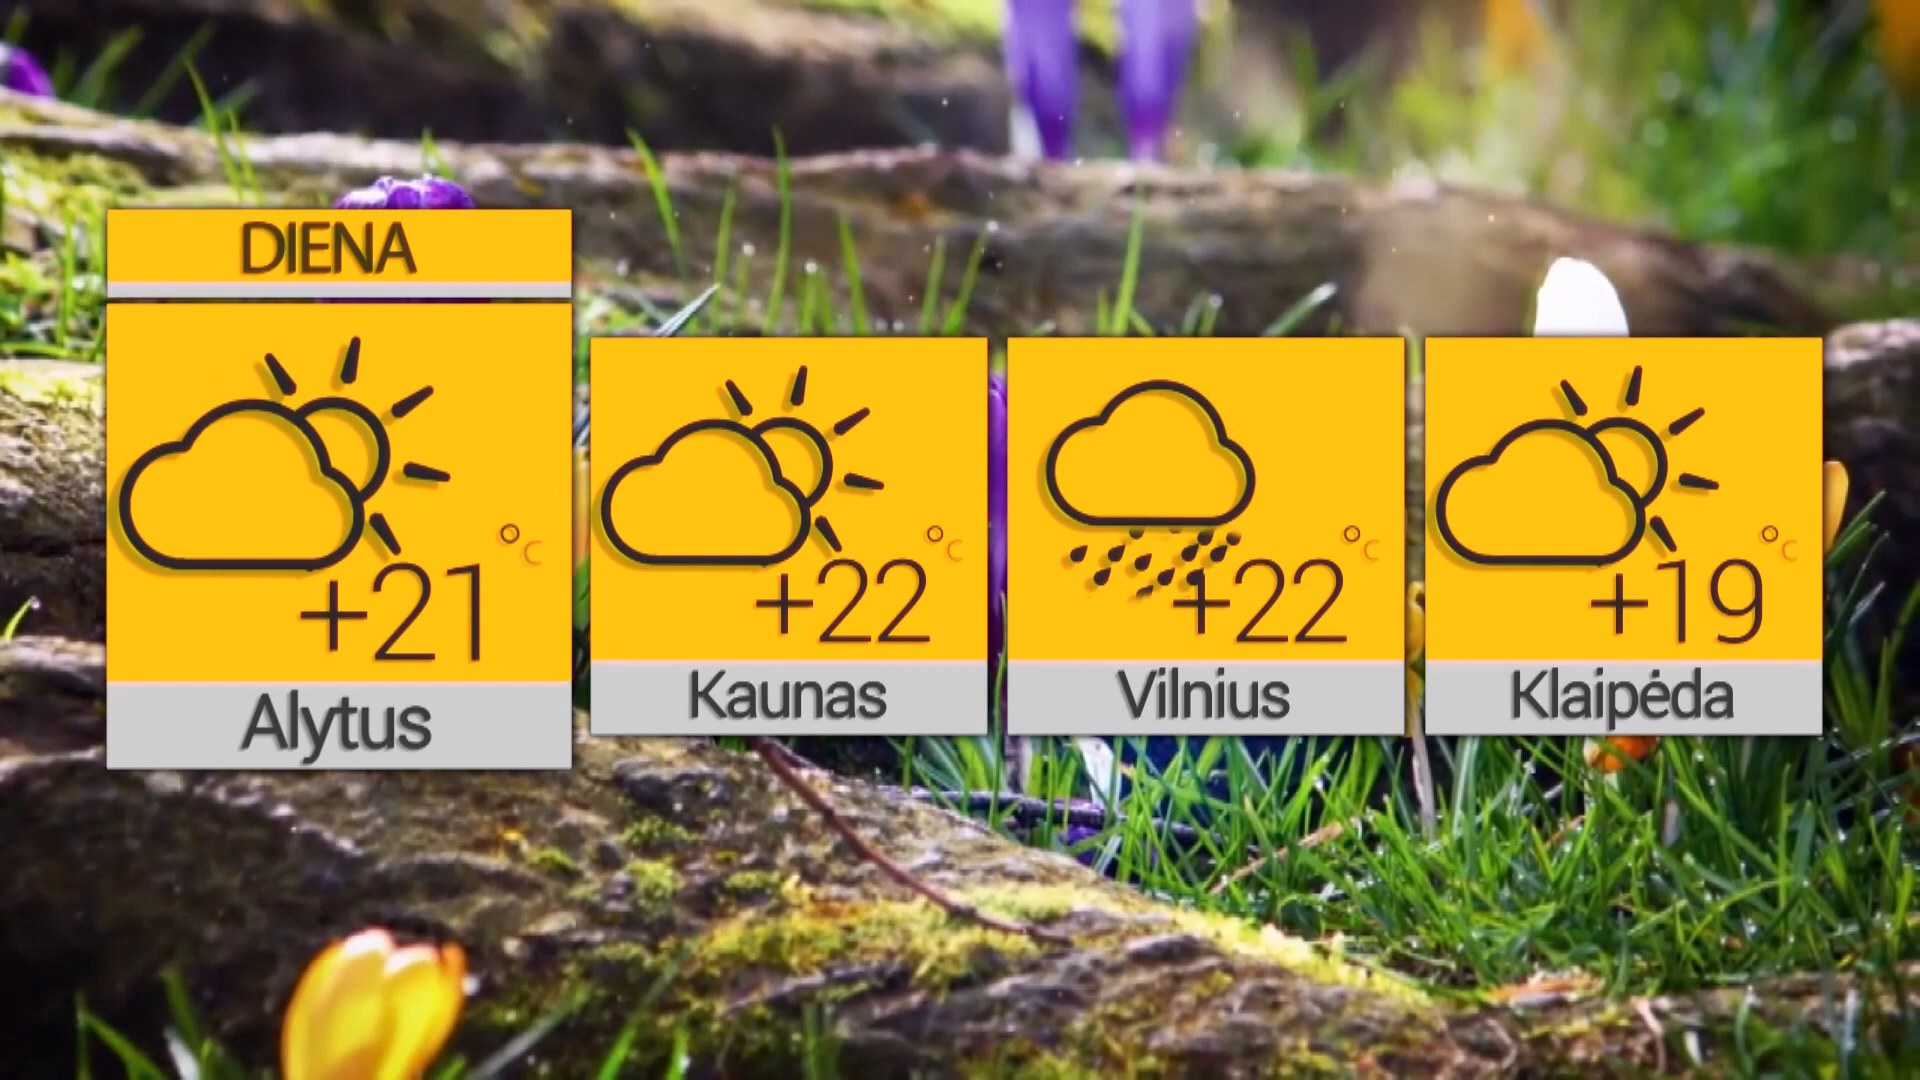 DIENA
+21 °C
Alytus
+22 °C
Kaunas
+22 °C
Vilnius
+19 °C
Klaipėda